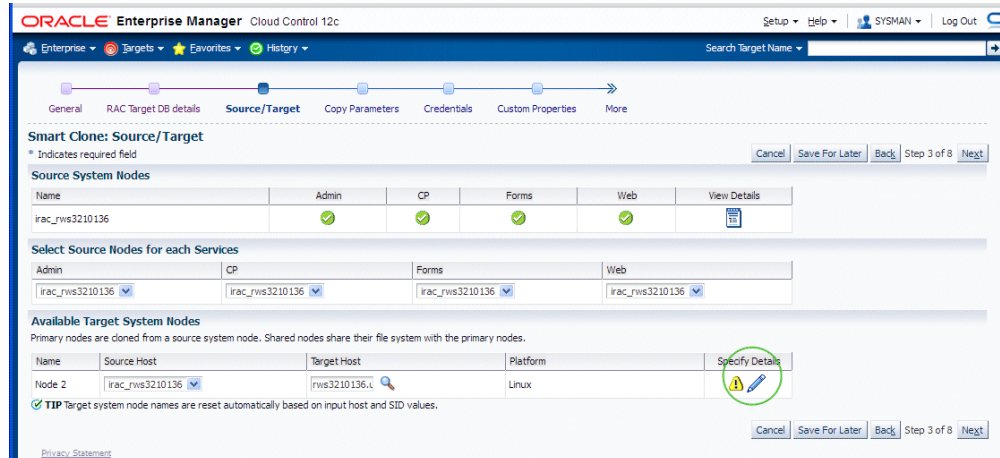 ORACLE Enterprise Manager Cloud Control 12c
Setup Help SYSMAN Log Out
Enterprise Targets Favorites History Search Target Name
General RAC Target DB details Source/Target Copy Parameters Credentials Custom Properties More
Smart Clone: Source/Target
* Indicates required field
Cancel Save For Later Back Step 3 of 8 Next
Source System Nodes
Name Admin CP Forms Web View Details
irac_rws3210136
Select Source Nodes for each Services
Admin CP Forms Web
irac_rws3210136 irac_rws3210136 irac_rws3210136 irac_rws3210136
Available Target System Nodes
Primary nodes are cloned from a source system node. Shared nodes share their file system with the primary nodes.
Name Source Host Target Host Platform Specify Details
Node 2 irac_rws3210136 rws3210136.u Linux
TIP Target system node names are reset automatically based on input host and SID values.
Cancel Save For Later Back Step 3 of 8 Next
Privacy Statement